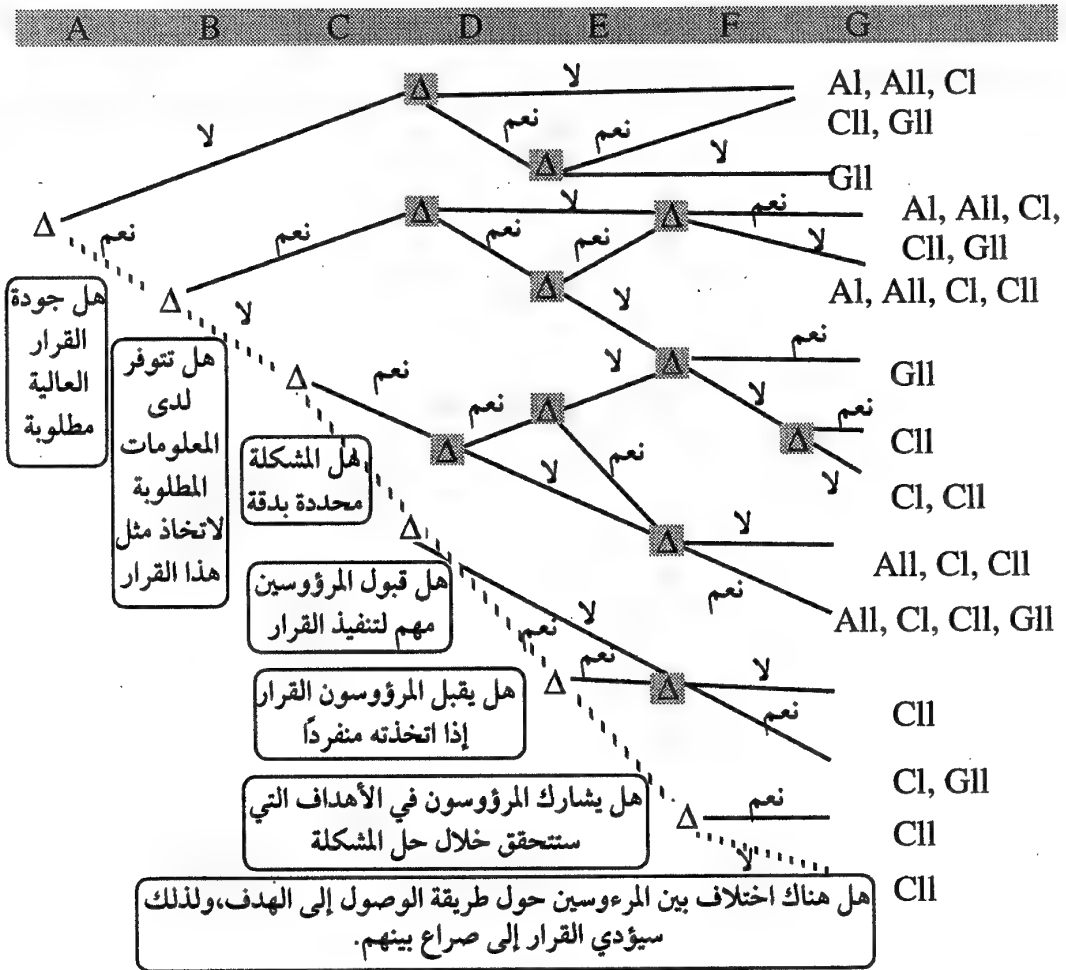 A B C D E F G
لا
Al, All, Cl
Cll, Gll
نعم
نعم
لا
لا
Gll
نعم
نعم
لا
نعم
Al, All, Cl,
Cll, Gll
نعم
نعم
لا
Al, All, Cl, Cll
لا
لا
هل جودة
القرار
العالية
مطلوبة
هل تتوفر
لدى
المعلومات
المطلوبة
لاتخاذ مثل
هذا القرار
نعم
نعم
لا
نعم
Gll
لا
نعم
Cll
لا
Cl, Cll
هل المشكلة
محددة بدقة
لا
نعم
لا
All, Cl, Cll
نعم
All, Cl, Cll, Gll
هل قبول المرؤوسين
مهم لتنفيذ القرار
نعم
لا
نعم
لا
Cll
نعم
Cl, Gll
هل يقبل المرؤوسون القرار
إذا اتخذته منفردًا
هل يشارك المرؤوسون في الأهداف التي
ستتحقق خلال حل المشكلة
نعم
Cll
لا
Cll
هل هناك اختلاف بين المرءوسين حول طريقة الوصول إلى الهدف،ولذلك
سيؤدي القرار إلى صراع بينهم.